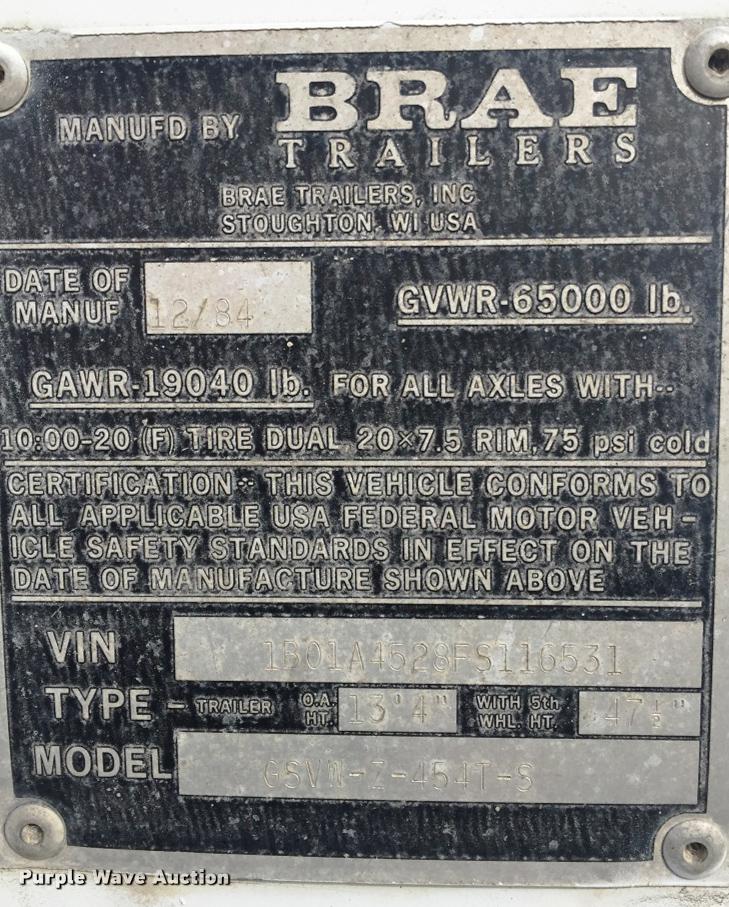 MANUFD BY BRAE
TRAILERS
BRAE TRAILERS, INC
STOUGHTON, WI USA
DATE OF
MANUF 12/84
GVWR-65000 lb.
GAWR-19040 lb. FOR ALL AXLES WITH--
10:00-20 (F) TIRE DUAL 20×7.5 RIM, 75 psi cold
CERTIFICATION-- THIS VEHICLE CONFORMS TO
ALL APPLICABLE USA FEDERAL MOTOR VEH-
ICLE SAFETY STANDARDS IN EFFECT ON THE
DATE OF MANUFACTURE SHOWN ABOVE
VIN 1B01A4528FS116531
TYPE - TRAILER O.A. HT. 13'4" WITH 5th WHL. HT. 47½"
MODEL GSVW-Z-454T-S
Purple Wave Auction